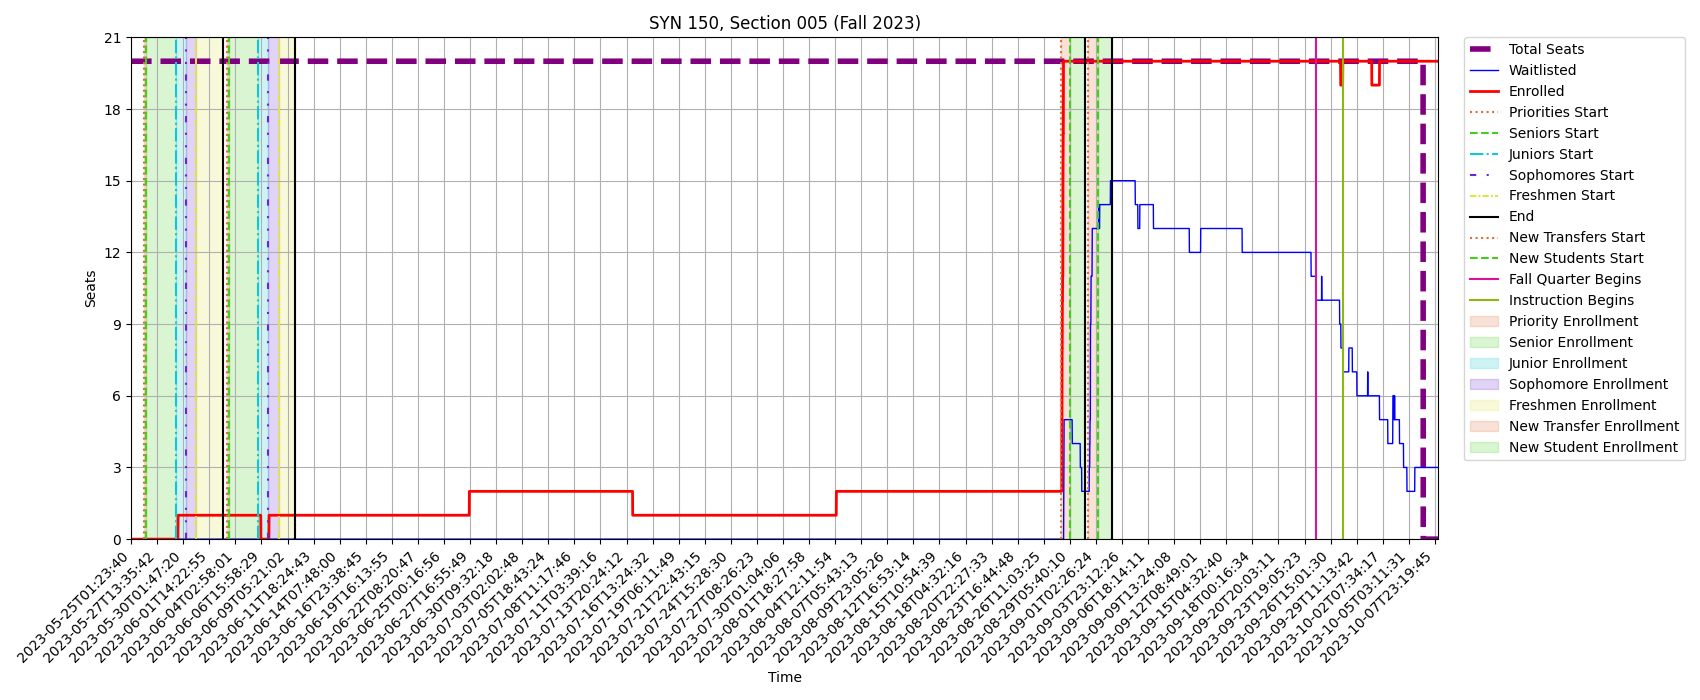 SYN 150, Section 005 (Fall 2023)
21
18
15
12
9
6
3
0
Seats
2023-05-25T01:23:40
2023-05-27T13:35:42
2023-05-30T01:47:20
2023-06-01T14:22:55
2023-06-04T02:58:01
2023-06-06T15:58:29
2023-06-09T05:21:02
2023-06-11T18:24:43
2023-06-14T07:48:00
2023-06-16T23:38:45
2023-06-19T16:13:55
2023-06-22T08:20:47
2023-06-25T00:16:56
2023-06-27T16:55:49
2023-06-30T09:32:18
2023-07-03T02:02:48
2023-07-05T18:43:24
2023-07-08T11:17:46
2023-07-11T03:39:16
2023-07-13T20:24:12
2023-07-16T13:24:32
2023-07-19T06:11:49
2023-07-21T22:43:15
2023-07-24T15:28:30
2023-07-27T08:26:23
2023-07-30T01:04:06
2023-08-01T18:27:58
2023-08-04T12:11:54
2023-08-07T05:43:13
2023-08-09T23:05:26
2023-08-12T16:53:14
2023-08-15T10:54:39
2023-08-18T04:32:16
2023-08-20T22:27:33
2023-08-23T16:44:48
2023-08-26T11:03:25
2023-08-29T05:40:10
2023-09-01T02:26:24
2023-09-03T23:12:26
2023-09-06T18:14:11
2023-09-09T13:24:08
2023-09-12T08:49:01
2023-09-15T04:32:40
2023-09-18T00:16:34
2023-09-20T20:03:11
2023-09-23T19:05:23
2023-09-26T15:01:30
2023-09-29T11:13:42
2023-10-02T07:34:17
2023-10-05T03:11:31
2023-10-07T23:19:45
Time
Total Seats
Waitlisted
Enrolled
Priorities Start
Seniors Start
Juniors Start
Sophomores Start
Freshmen Start
End
New Transfers Start
New Students Start
Fall Quarter Begins
Instruction Begins
Priority Enrollment
Senior Enrollment
Junior Enrollment
Sophomore Enrollment
Freshmen Enrollment
New Transfer Enrollment
New Student Enrollment